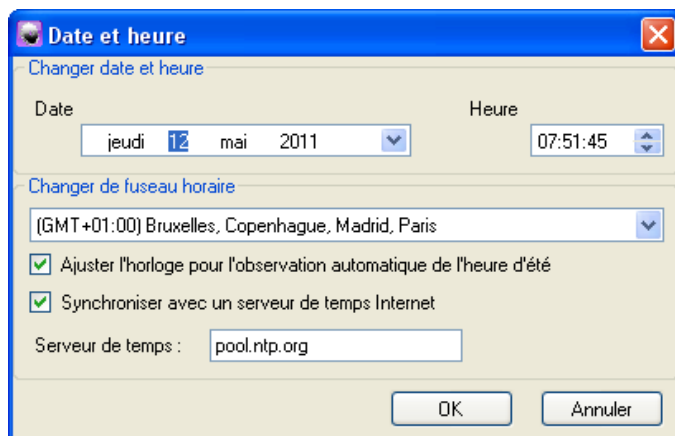 Date et heure
Changer date et heure
Date Heure
jeudi 12 mai 2011 07:51:45
Changer de fuseau horaire
(GMT+01:00) Bruxelles, Copenhague, Madrid, Paris
Ajuster l'horloge pour l'observation automatique de l'heure d'été
Synchroniser avec un serveur de temps Internet
Serveur de temps : pool.ntp.org
OK Annuler